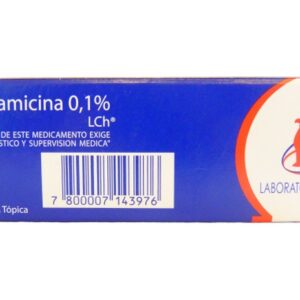 amicina 0,1%
LCh®
DE ESTE MEDICAMENTO EXIGE
STICO Y SUPERVISION MEDICA"
7 800007 143976
Tópica
LABORAT